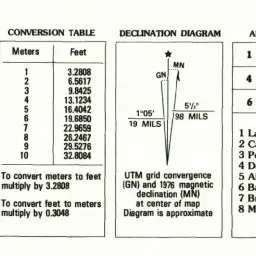 CONVERSION TABLE
Meters Feet
1 3.2808
2 6.5617
3 9.8425
4 13.1234
5 16.4042
6 19.6850
7 22.9659
8 26.2467
9 29.5276
10 32.8084
To convert meters to feet
multiply by 3.2808
To convert feet to meters
multiply by 0.3048
DECLINATION DIAGRAM
MN
GN
1°05'
19 MILS
5½°
98 MILS
UTM grid convergence
(GN) and 1976 magnetic
declination (MN)
at center of map
Diagram is approximate
A
1
4
6
1 La
2 C
3 P
4 D
5 Al
6 Ba
7 B
8 M